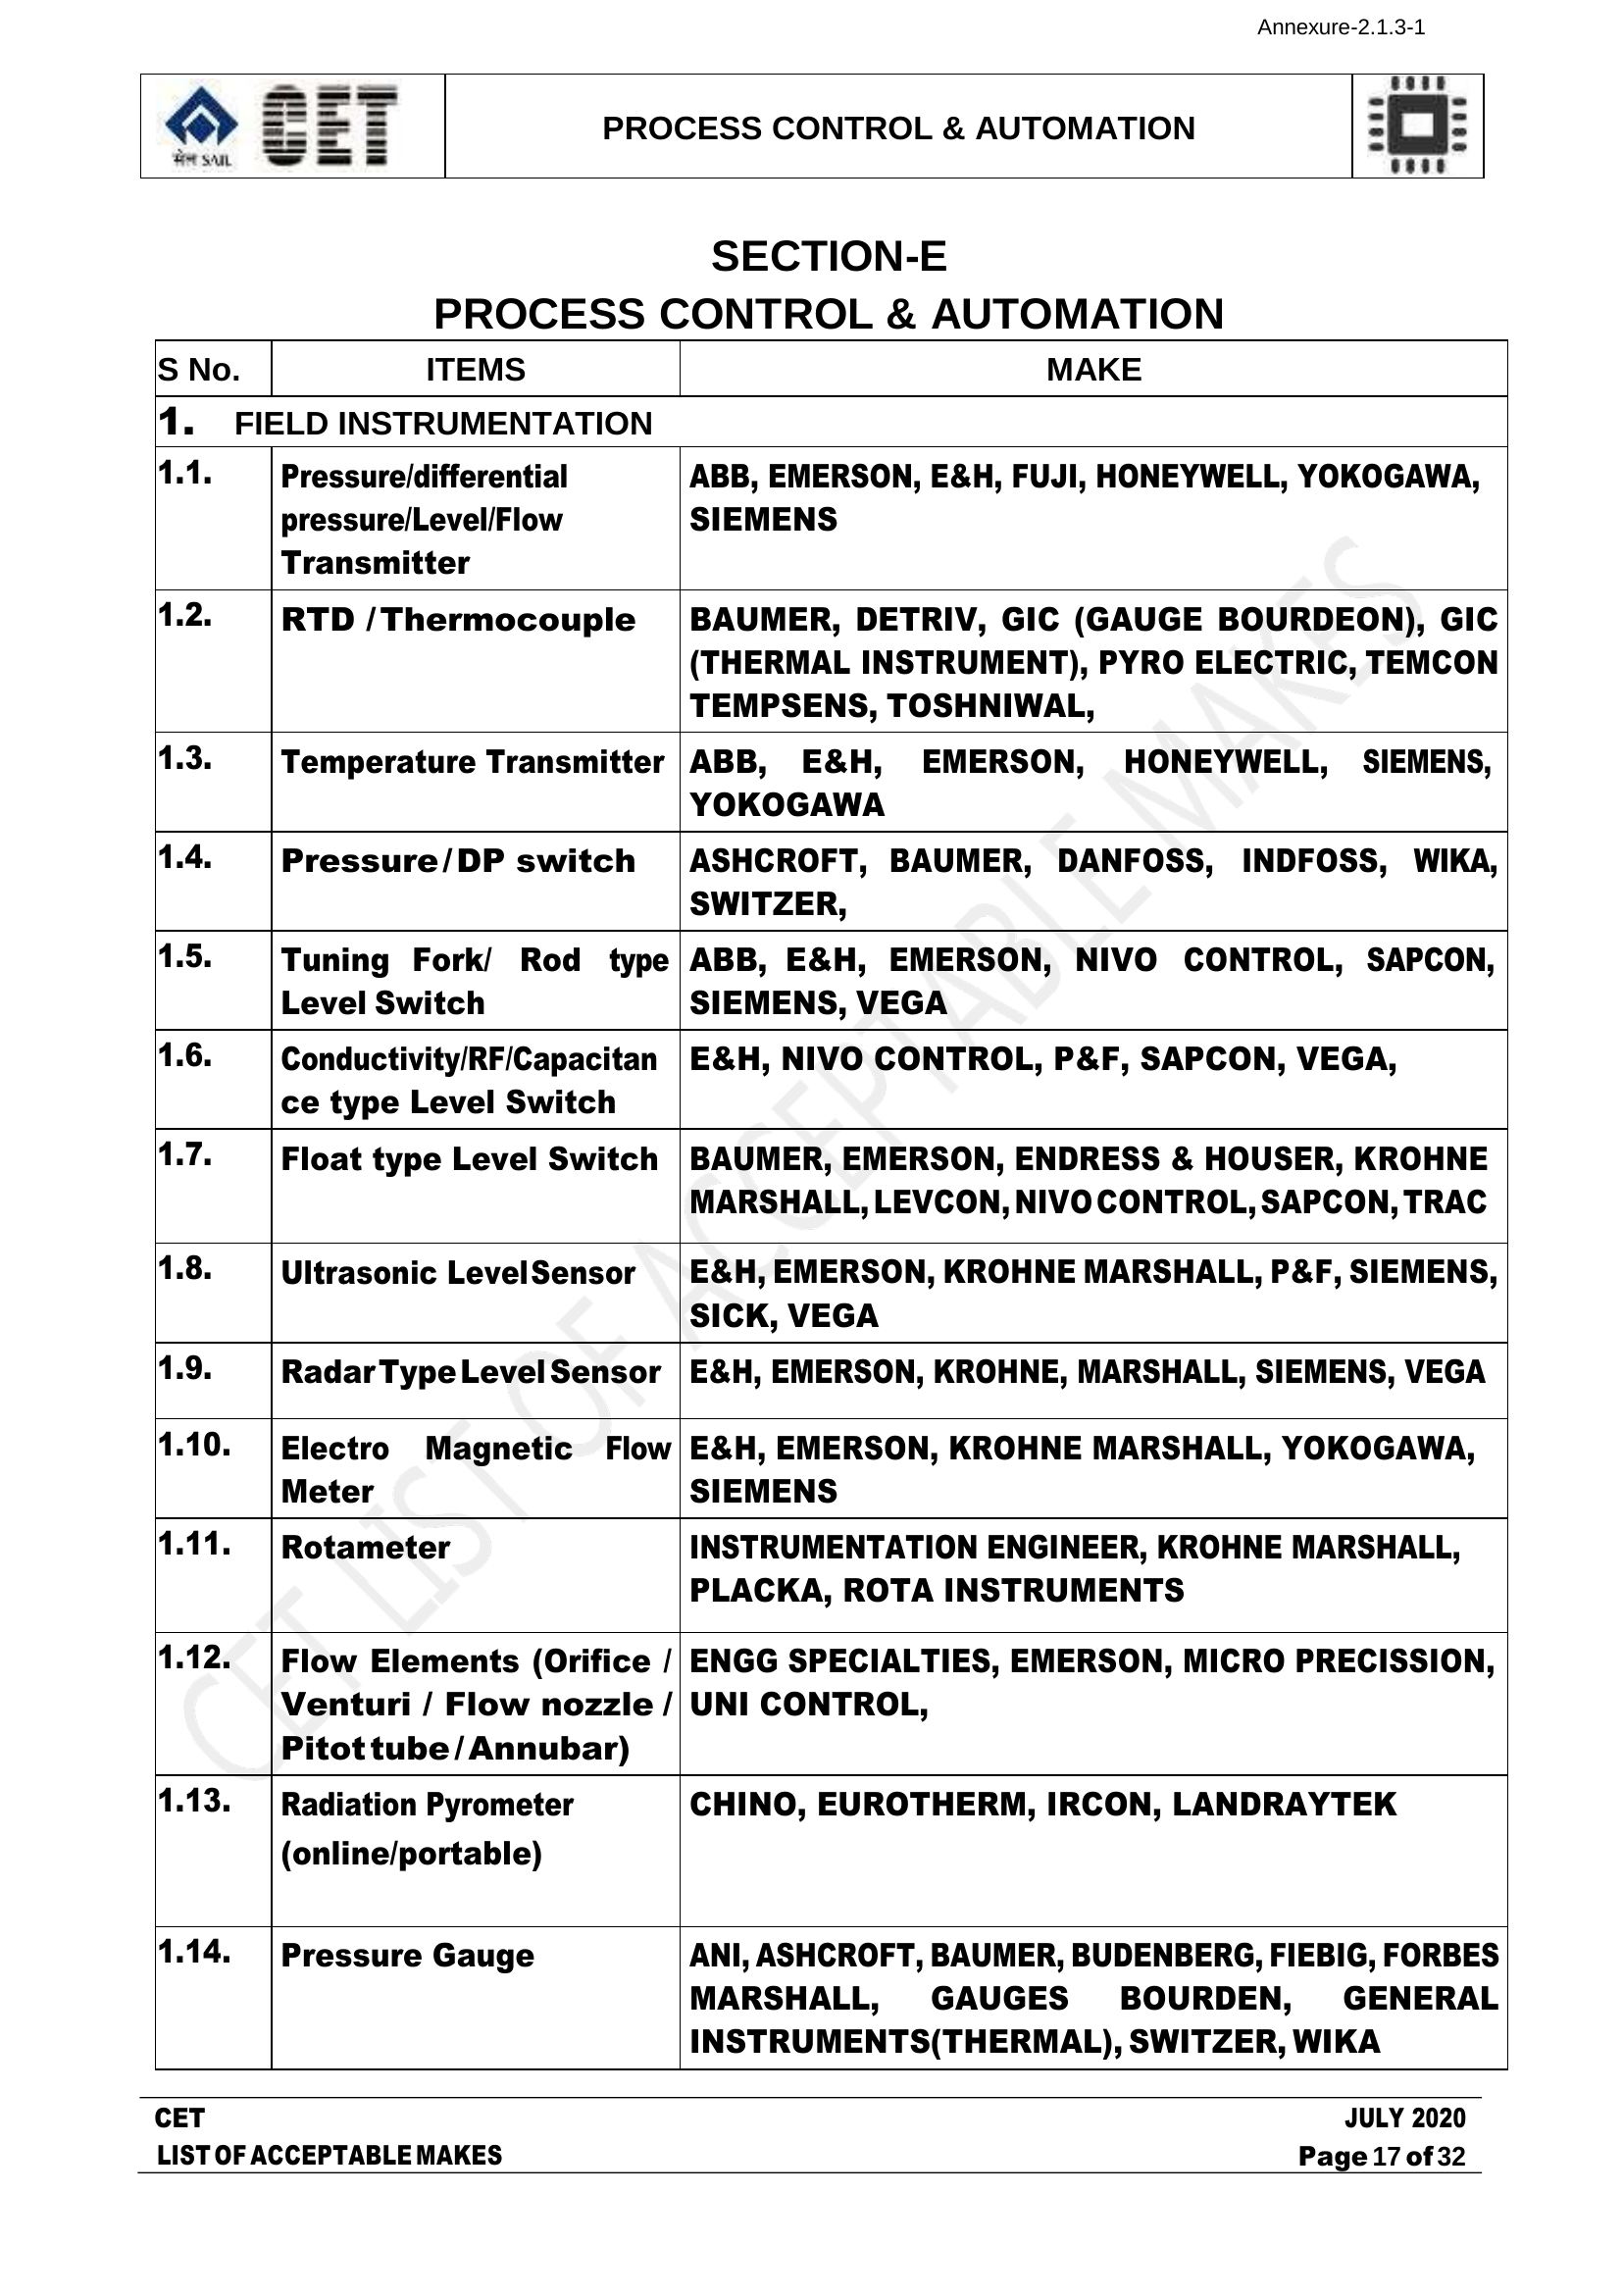 Annexure-2.1.3-1
सेल SAIL
CET
PROCESS CONTROL & AUTOMATION
SECTION-E
PROCESS CONTROL & AUTOMATION
S No. ITEMS MAKE
1. FIELD INSTRUMENTATION
1.1. Pressure/differential ABB, EMERSON, E&H, FUJI, HONEYWELL, YOKOGAWA,
pressure/Level/Flow SIEMENS
Transmitter
1.2. RTD / Thermocouple BAUMER, DETRIV, GIC (GAUGE BOURDEON), GIC
(THERMAL INSTRUMENT), PYRO ELECTRIC, TEMCON
TEMPSENS, TOSHNIWAL,
1.3. Temperature Transmitter ABB, E&H, EMERSON, HONEYWELL, SIEMENS,
YOKOGAWA
1.4. Pressure / DP switch ASHCROFT, BAUMER, DANFOSS, INDFOSS, WIKA,
SWITZER,
1.5. Tuning Fork/ Rod type ABB, E&H, EMERSON, NIVO CONTROL, SAPCON,
Level Switch SIEMENS, VEGA
1.6. Conductivity/RF/Capacitan E&H, NIVO CONTROL, P&F, SAPCON, VEGA,
ce type Level Switch
1.7. Float type Level Switch BAUMER, EMERSON, ENDRESS & HOUSER, KROHNE
MARSHALL, LEVCON, NIVO CONTROL, SAPCON, TRAC
1.8. Ultrasonic Level Sensor E&H, EMERSON, KROHNE MARSHALL, P&F, SIEMENS,
SICK, VEGA
1.9. Radar Type Level Sensor E&H, EMERSON, KROHNE, MARSHALL, SIEMENS, VEGA
1.10. Electro Magnetic Flow E&H, EMERSON, KROHNE MARSHALL, YOKOGAWA,
Meter SIEMENS
1.11. Rotameter INSTRUMENTATION ENGINEER, KROHNE MARSHALL,
PLACKA, ROTA INSTRUMENTS
1.12. Flow Elements (Orifice / ENGG SPECIALTIES, EMERSON, MICRO PRECISSION,
Venturi / Flow nozzle / UNI CONTROL,
Pitot tube / Annubar)
1.13. Radiation Pyrometer CHINO, EUROTHERM, IRCON, LANDRAYTEK
(online/portable)
1.14. Pressure Gauge ANI, ASHCROFT, BAUMER, BUDENBERG, FIEBIG, FORBES
MARSHALL, GAUGES BOURDEN, GENERAL
INSTRUMENTS(THERMAL), SWITZER, WIKA
CET LIST OF ACCEPTABLE MAKES
CET JULY 2020
LIST OF ACCEPTABLE MAKES Page 17 of 32